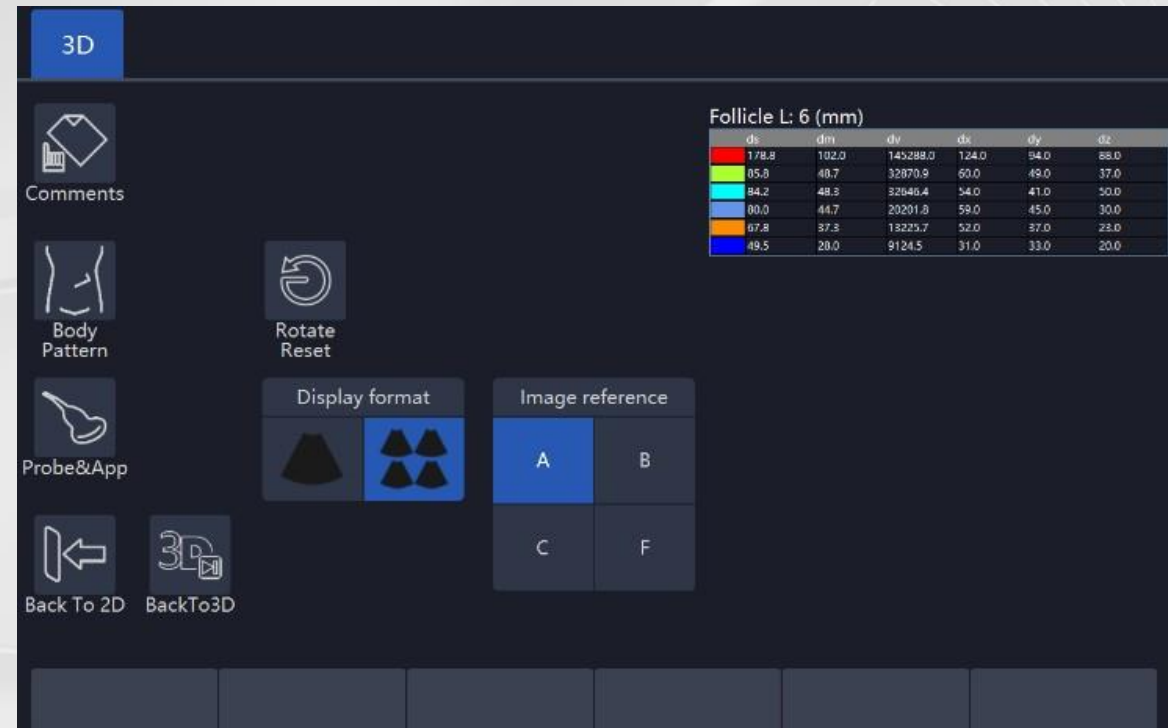 3D
Comments
Follicle L: 6 (mm)
ds dm dv dx dy dz
178.8 102.0 145288.0 124.0 94.0 88.0
85.8 48.7 32870.9 60.0 49.0 37.0
84.2 48.3 32646.4 54.0 41.0 50.0
80.0 44.7 20201.8 59.0 45.0 30.0
67.8 37.3 13225.7 52.0 37.0 23.0
49.5 28.0 9124.5 31.0 33.0 20.0
Body
Pattern
Rotate
Reset
Probe&App
Display format
Image reference
A B
C F
Back To 2D
3D
BackTo3D